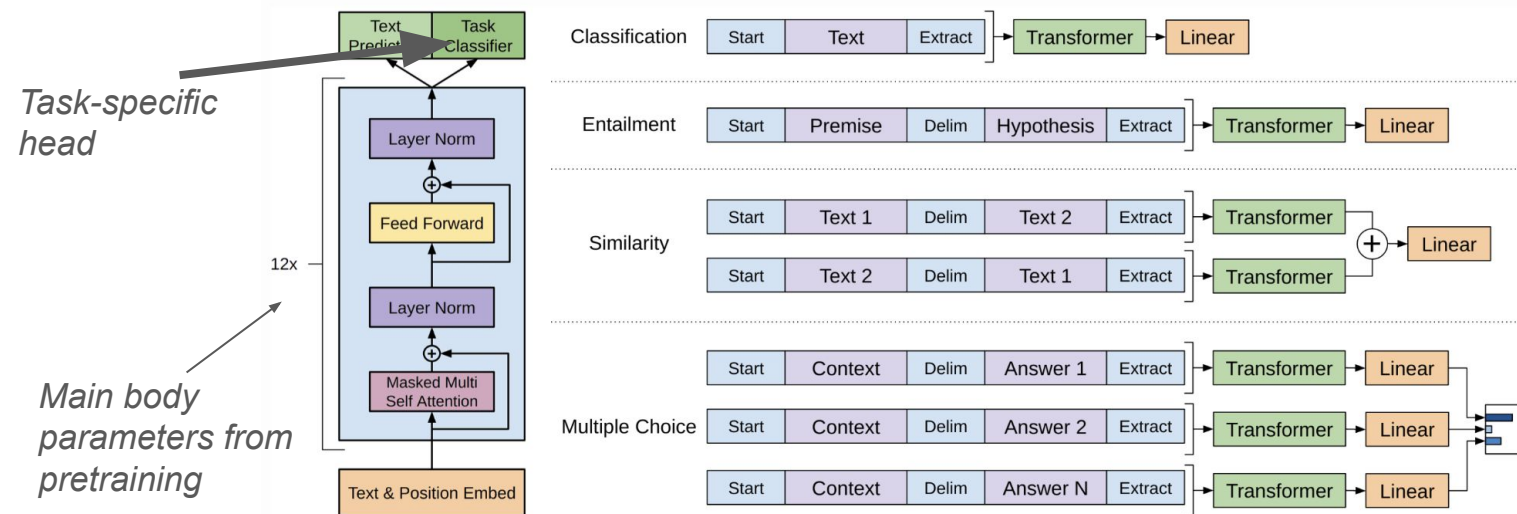 Text Task
Predict Classifier
Task-specific
head
Layer Norm
+
Feed Forward
12x
Layer Norm
+
Masked Multi
Self Attention
Main body
parameters from
pretraining
Text & Position Embed
Classification Start Text Extract Transformer Linear
Entailment Start Premise Delim Hypothesis Extract Transformer Linear
Similarity
Start Text 1 Delim Text 2 Extract Transformer
+ Linear
Start Text 2 Delim Text 1 Extract Transformer
Multiple Choice
Start Context Delim Answer 1 Extract Transformer Linear
Start Context Delim Answer 2 Extract Transformer Linear
Start Context Delim Answer N Extract Transformer Linear